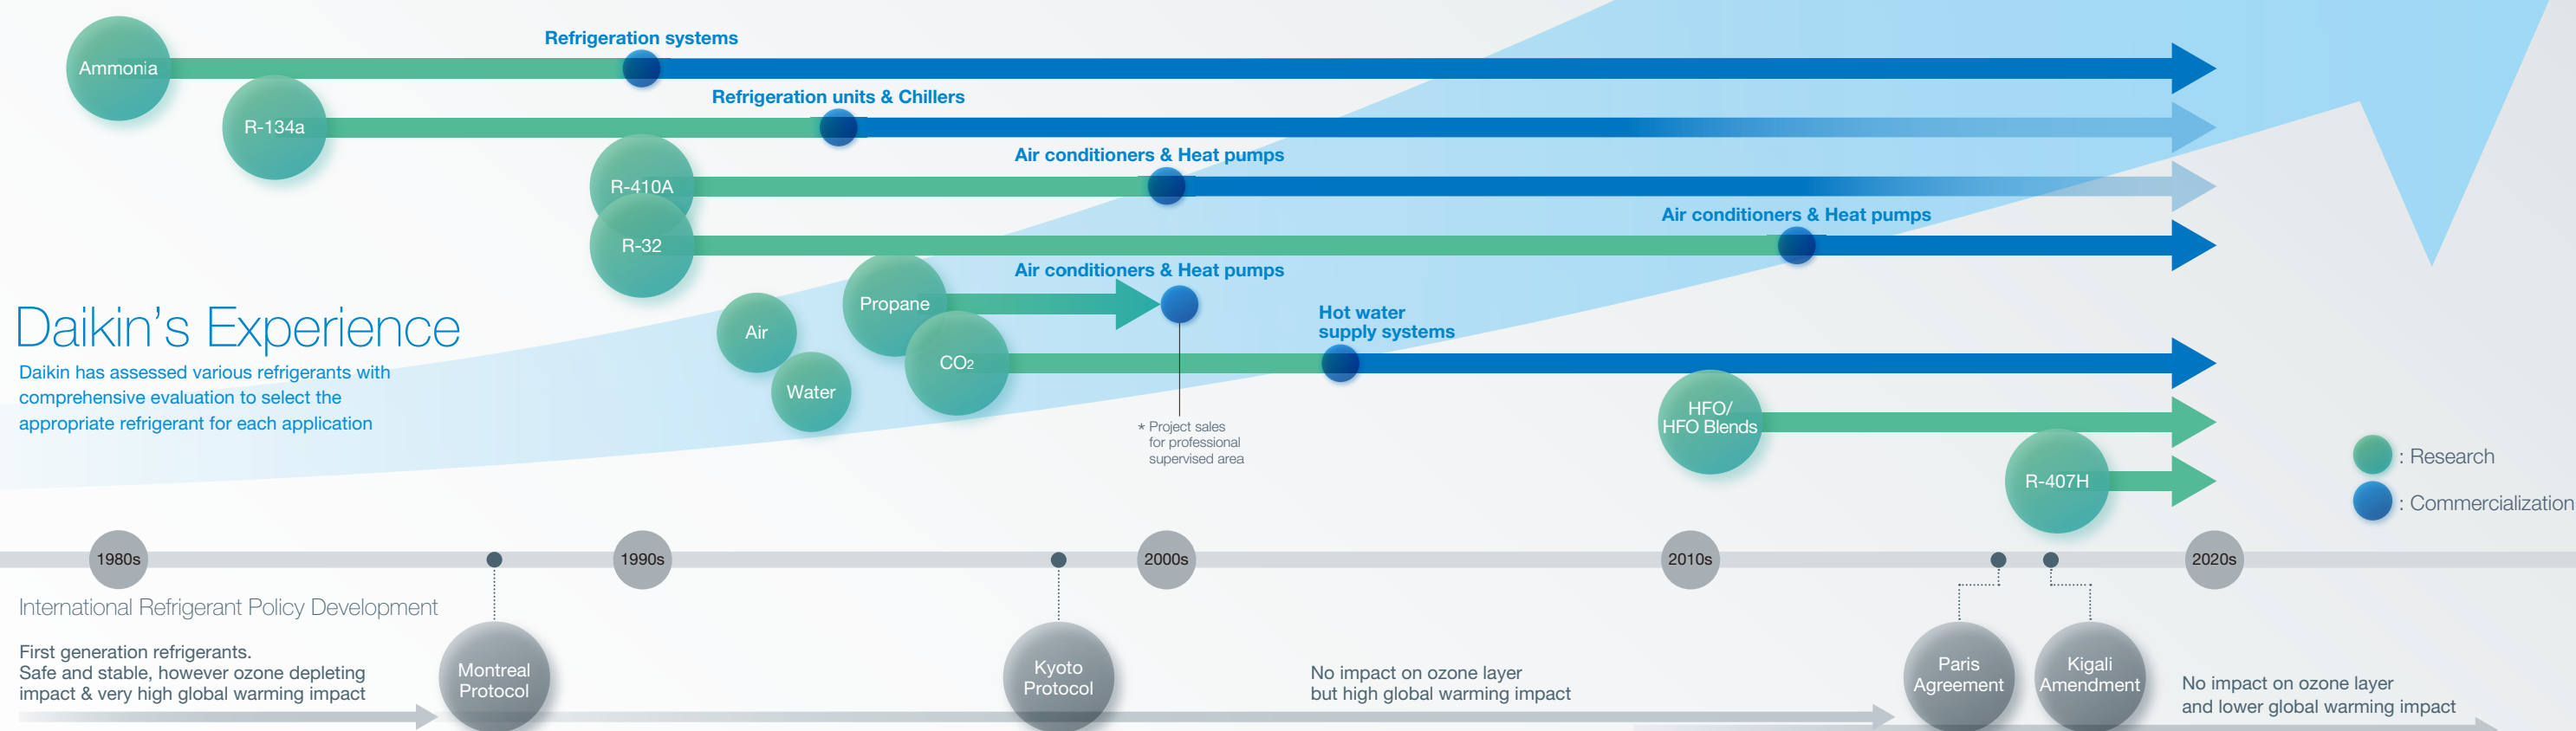 Refrigeration systems
Ammonia
Refrigeration units & Chillers
R-134a
Air conditioners & Heat pumps
R-410A
Air conditioners & Heat pumps
R-32
Air conditioners & Heat pumps
Propane
Air
Hot water
supply systems
CO₂
Water
Daikin's Experience
Daikin has assessed various refrigerants with
comprehensive evaluation to select the
appropriate refrigerant for each application
* Project sales
for professional
supervised area
HFO/
HFO Blends
R-407H
: Research
: Commercialization
1980s
1990s
2000s
2010s
2020s
International Refrigerant Policy Development
First generation refrigerants.
Safe and stable, however ozone depleting
impact & very high global warming impact
Montreal
Protocol
Kyoto
Protocol
No impact on ozone layer
but high global warming impact
Paris
Agreement
Kigali
Amendment
No impact on ozone layer
and lower global warming impact